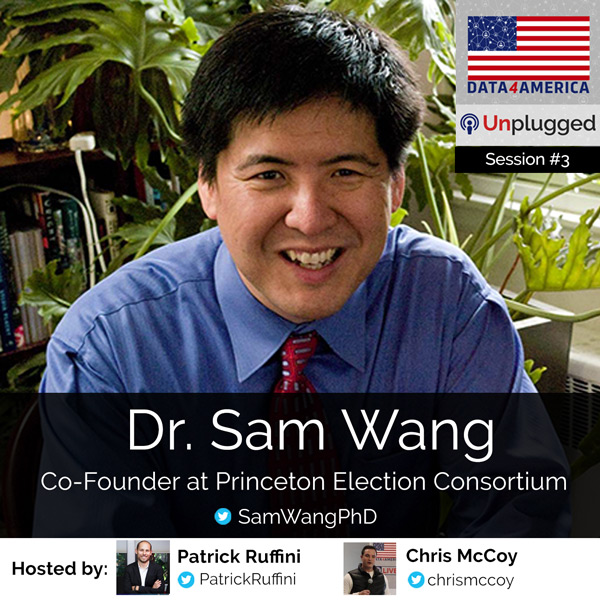 DATA4AMERICA
Unplugged
Session #3
Dr. Sam Wang
Co-Founder at Princeton Election Consortium
SamWangPhD
Hosted by:
Patrick Ruffini
PatrickRuffini
Chris McCoy
chrismccoy